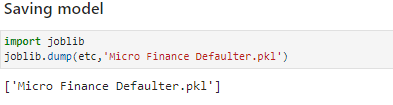 Saving model
import joblib
joblib.dump(etc,'Micro Finance Defaulter.pkl')
['Micro Finance Defaulter.pkl']